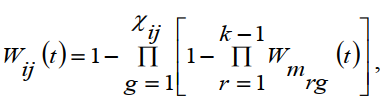 $W_{ij}(t) = 1 - \prod_{g=1}^{\chi_{ij}} \left[ 1 - \prod_{r=1}^{k-1} W_{m_{rg}}(t) \right],$